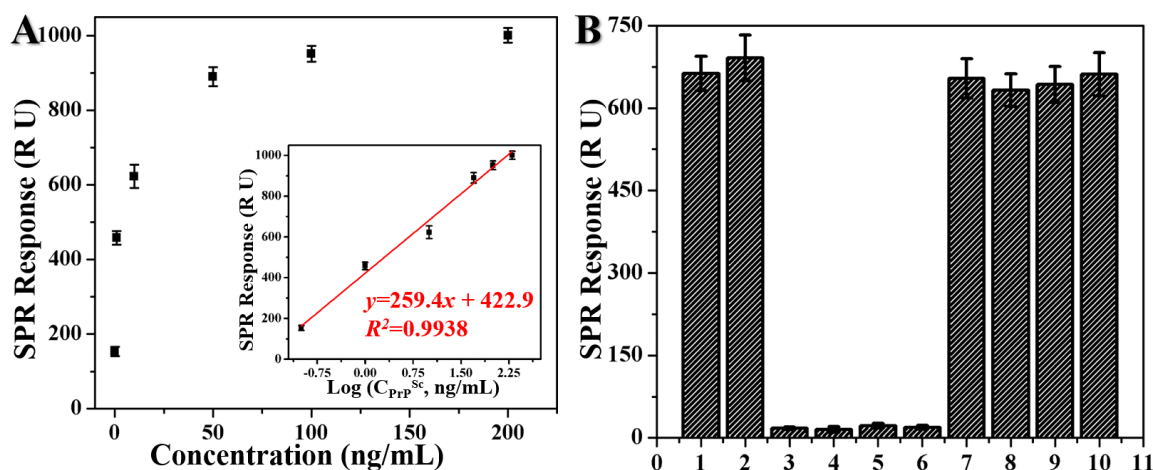 A
SPR Response (R U)
1000
800
600
400
200
0
0 50 100 150 200
Concentration (ng/mL)
SPR Response (R U)
1000
800
600
400
200
0
-0.75 0.00 0.75 1.50 2.25
Log (C_PrP^Sc, ng/mL)
y=259.4x + 422.9
R²=0.9938
B
SPR Response (R U)
750
600
450
300
150
0
0 1 2 3 4 5 6 7 8 9 10 11